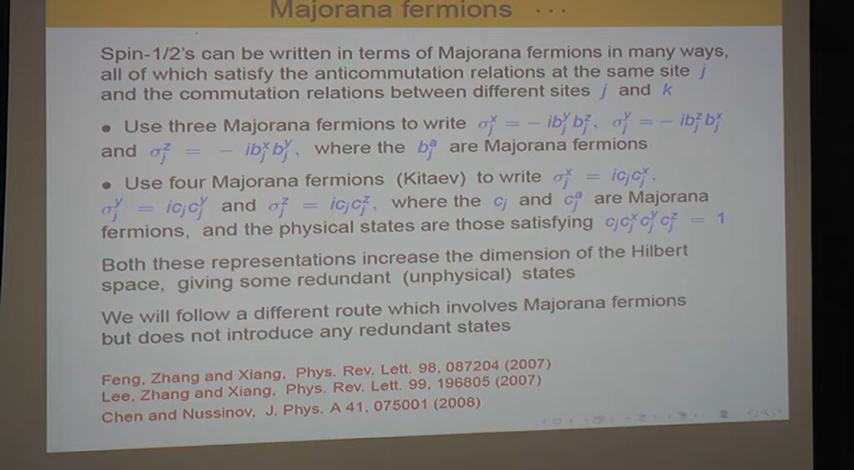 Majorana fermions ...
Spin-1/2's can be written in terms of Majorana fermions in many ways,
all of which satisfy the anticommutation relations at the same site j
and the commutation relations between different sites j and k
• Use three Majorana fermions to write σ_j^x = − ib_j^y b_j^z, σ_j^y = − ib_j^z b_j^x
and σ_j^z = − ib_j^x b_j^y, where the b_j^a are Majorana fermions
• Use four Majorana fermions (Kitaev) to write σ_j^x = ic_j c_j^x,
σ_j^y = ic_j c_j^y and σ_j^z = ic_j c_j^z, where the c_j and c_j^a are Majorana
fermions, and the physical states are those satisfying c_j c_j^x c_j^y c_j^z = 1
Both these representations increase the dimension of the Hilbert
space, giving some redundant (unphysical) states
We will follow a different route which involves Majorana fermions
but does not introduce any redundant states
Feng, Zhang and Xiang, Phys. Rev. Lett. 98, 087204 (2007)
Lee, Zhang and Xiang, Phys. Rev. Lett. 99, 196805 (2007)
Chen and Nussinov, J. Phys. A 41, 075001 (2008)